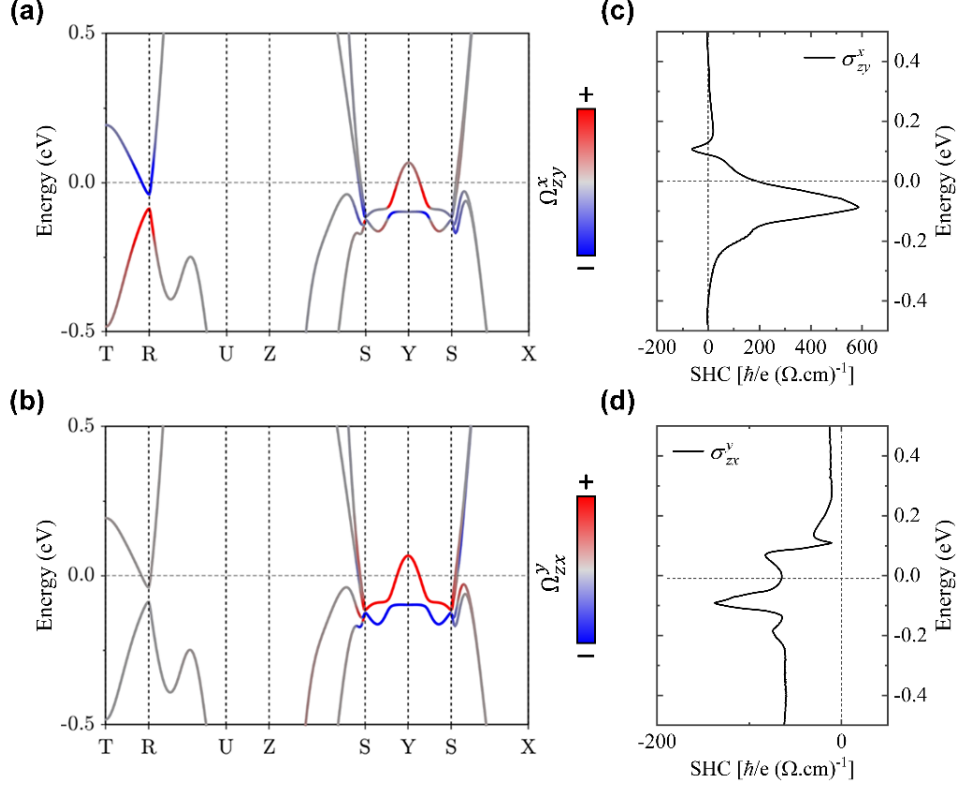 (a)
0.5
0.0
-0.5
Energy (eV)
T R U Z S Y S X
+
Ω^x_zy
−
(c)
σ^x_zy
0.4
0.2
0.0
-0.2
-0.4
Energy (eV)
-200 0 200 400 600
SHC [ℏ/e (Ω.cm)⁻¹]
(b)
0.5
0.0
-0.5
Energy (eV)
T R U Z S Y S X
+
Ω^y_zx
−
(d)
σ^y_zx
0.4
0.2
0.0
-0.2
-0.4
Energy (eV)
-200 0
SHC [ℏ/e (Ω.cm)⁻¹]